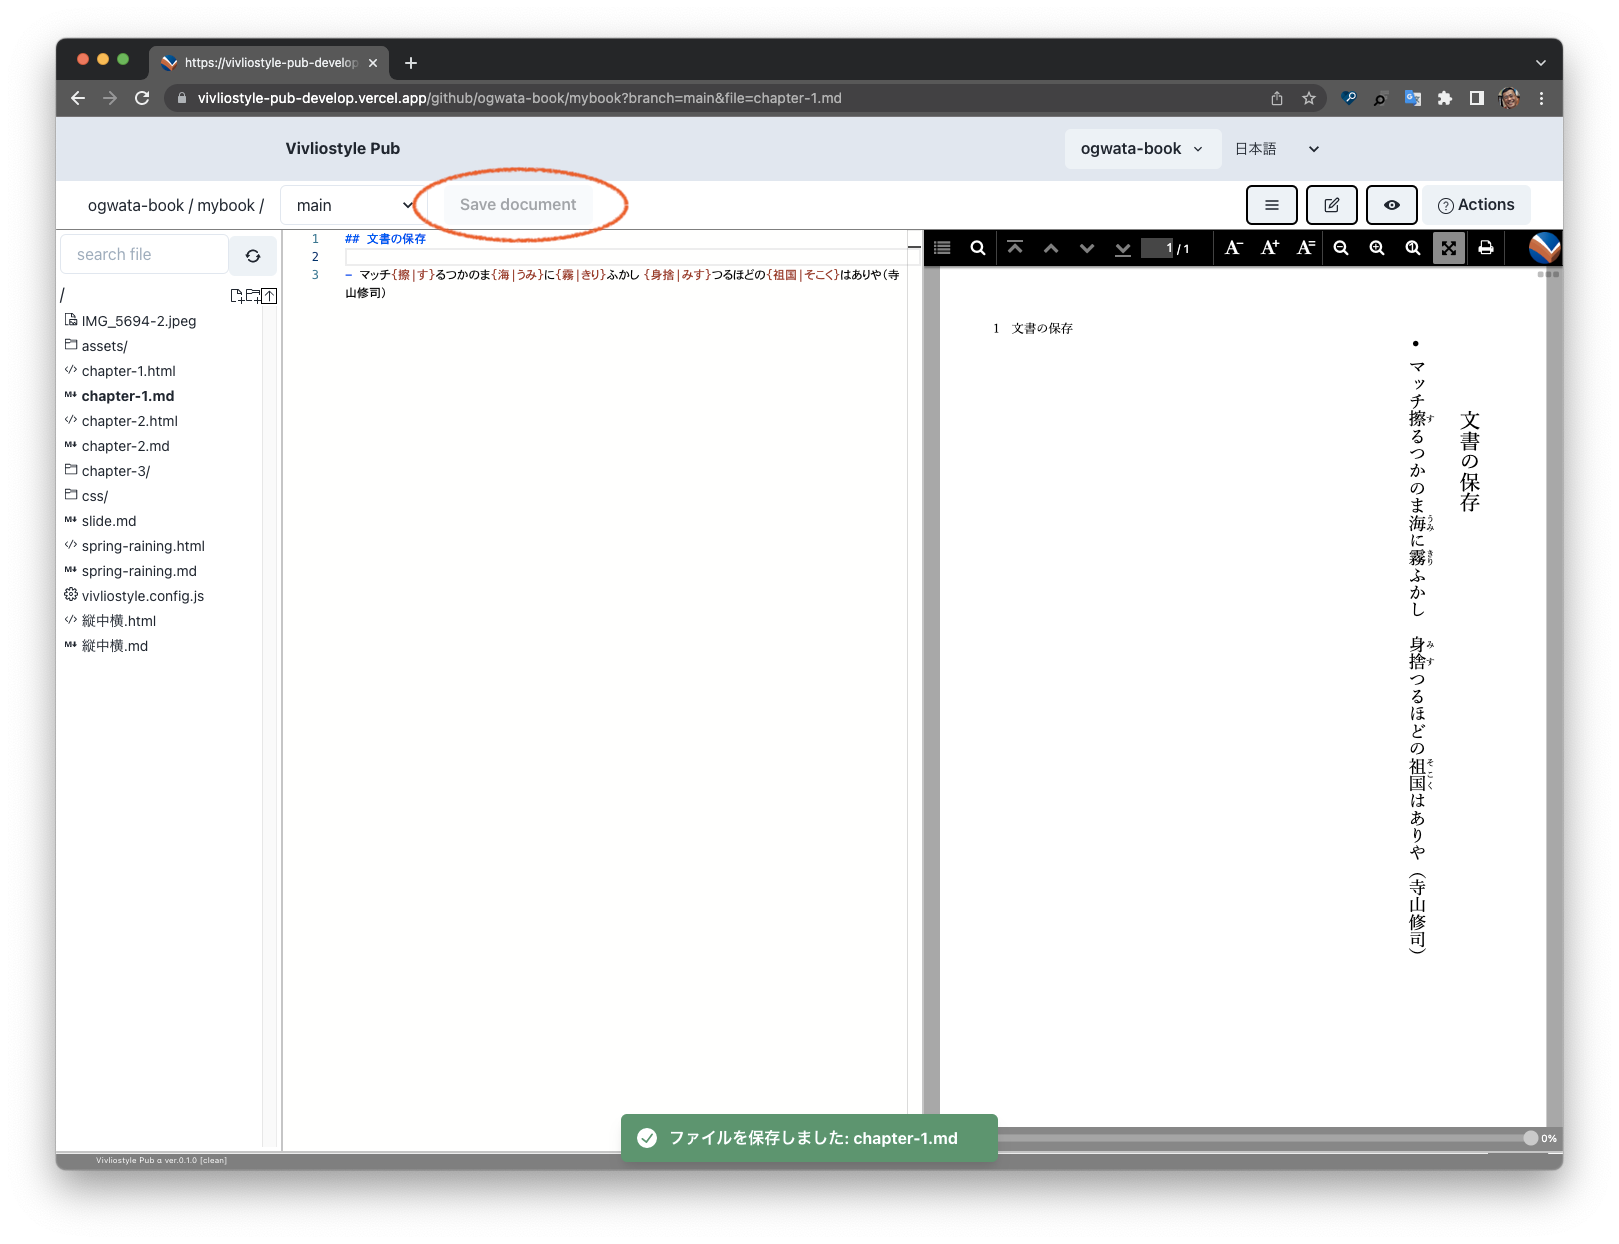 https://vivliostyle-pub-develop
vivliostyle-pub-develop.vercel.app/github/ogwata-book/mybook?branch=main&file=chapter-1.md
Vivliostyle Pub
ogwata-book
日本語
ogwata-book / mybook /
main
Save document
Actions
search file
/
IMG_5694-2.jpeg
assets/
chapter-1.html
chapter-1.md
chapter-2.html
chapter-2.md
chapter-3/
css/
slide.md
spring-raining.html
spring-raining.md
vivliostyle.config.js
縦中横.html
縦中横.md
1 ## 文書の保存
2
3 - マッチ{擦|す}るつかのま{海|うみ}に{霧|きり}ふかし {身捨|みす}つるほどの{祖国|そこく}はありや(寺
山修司)
1 / 1
1 文書の保存
文書の保存
• マッチ擦するつかのま海うみに霧きりふかし 身捨みすつるほどの祖国そこくはありや（寺山修司）
ファイルを保存しました: chapter-1.md
0%
Vivliostyle Pub α ver.0.1.0 [clean]